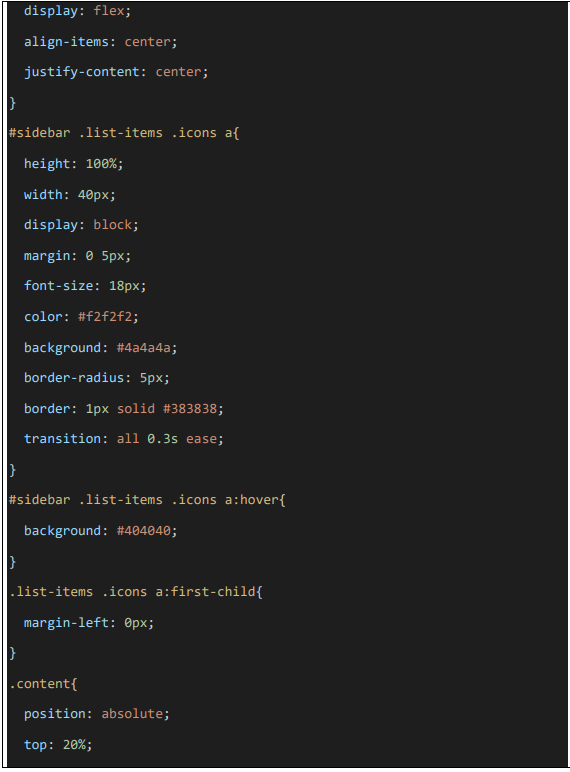 display: flex;
align-items: center;
justify-content: center;
}
#sidebar .list-items .icons a{
height: 100%;
width: 40px;
display: block;
margin: 0 5px;
font-size: 18px;
color: #f2f2f2;
background: #4a4a4a;
border-radius: 5px;
border: 1px solid #383838;
transition: all 0.3s ease;
}
#sidebar .list-items .icons a:hover{
background: #404040;
}
.list-items .icons a:first-child{
margin-left: 0px;
}
.content{
position: absolute;
top: 20%;